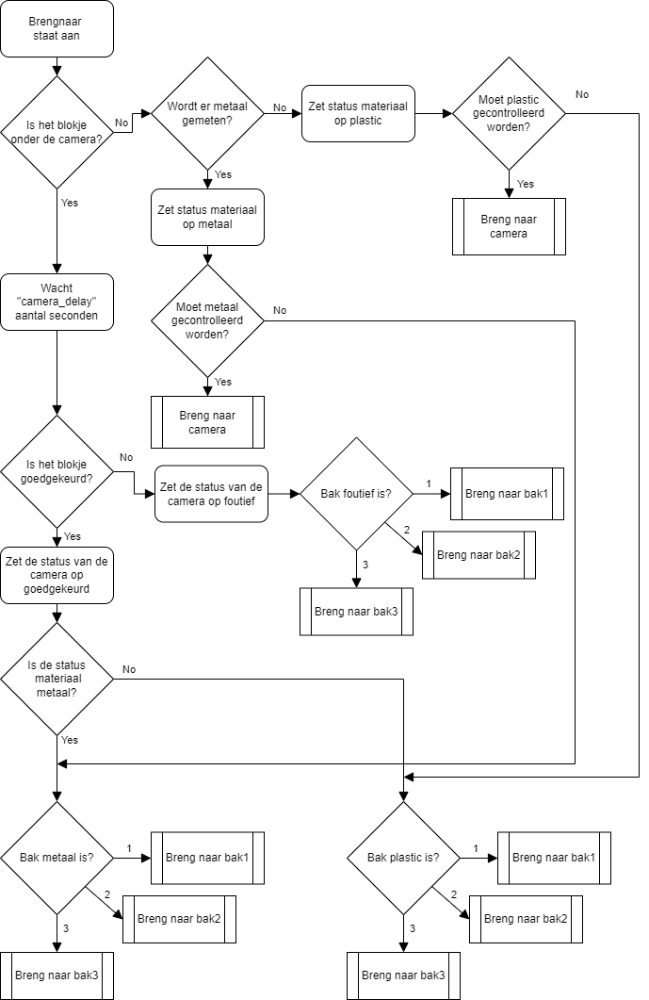 Brengnaar
staat aan
Is het blokje
onder de camera?
No
Yes
Wordt er metaal
gemeten?
No
Yes
Zet status materiaal
op plastic
Moet plastic
gecontrolleerd
worden?
No
Yes
Breng naar
camera
Zet status materiaal
op metaal
Moet metaal
gecontrolleerd
worden?
No
Yes
Breng naar
camera
Wacht
"camera_delay"
aantal seconden
Is het blokje
goedgekeurd?
No
Yes
Zet de status van de
camera op foutief
Bak foutief is?
1
Breng naar bak1
2
Breng naar bak2
3
Breng naar bak3
Zet de status van de
camera op
goedgekeurd
Is de status
materiaal
metaal?
No
Yes
Bak metaal is?
1
Breng naar bak1
2
Breng naar bak2
3
Breng naar bak3
Bak plastic is?
1
Breng naar bak1
2
Breng naar bak2
3
Breng naar bak3